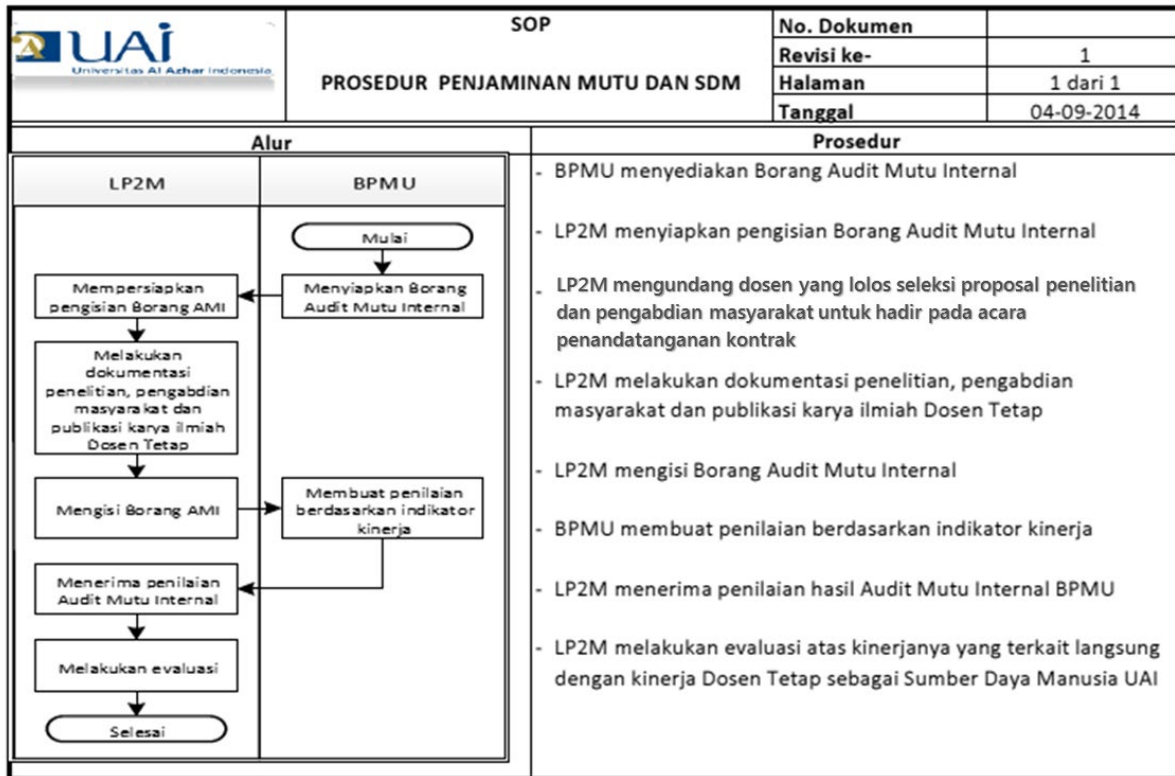 UAI
Universitas Al Azhar Indonesia
SOP
PROSEDUR PENJAMINAN MUTU DAN SDM
No. Dokumen
Revisi ke-
1
Halaman
1 dari 1
Tanggal
04-09-2014
Alur
Prosedur
LP2M
BPMU
Mulai
Menyiapkan Borang
Audit Mutu Internal
Mempersiapkan
pengisian Borang AMI
Melakukan
dokumentasi
penelitian, pengabdian
masyarakat dan
publikasi karya ilmiah
Dosen Tetap
Mengisi Borang AMI
Membuat penilaian
berdasarkan indikator
kinerja
Menerima penilaian
Audit Mutu Internal
Melakukan evaluasi
Selesai
- BPMU menyediakan Borang Audit Mutu Internal
- LP2M menyiapkan pengisian Borang Audit Mutu Internal
- LP2M mengundang dosen yang lolos seleksi proposal penelitian
dan pengabdian masyarakat untuk hadir pada acara
penandatanganan kontrak
- LP2M melakukan dokumentasi penelitian, pengabdian
masyarakat dan publikasi karya ilmiah Dosen Tetap
- LP2M mengisi Borang Audit Mutu Internal
- BPMU membuat penilaian berdasarkan indikator kinerja
- LP2M menerima penilaian hasil Audit Mutu Internal BPMU
- LP2M melakukan evaluasi atas kinerjanya yang terkait langsung
dengan kinerja Dosen Tetap sebagai Sumber Daya Manusia UAI